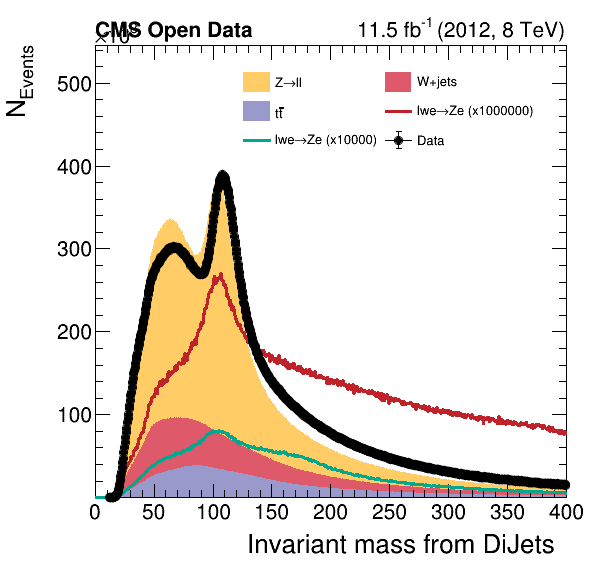 CMS Open Data 11.5 fb⁻¹ (2012, 8 TeV)
N_Events
500
400
300
200
100
Z→ll W+jets
tt̅ lwe→Ze (x1000000)
lwe→Ze (x10000) Data
0 50 100 150 200 250 300 350 400
Invariant mass from DiJets